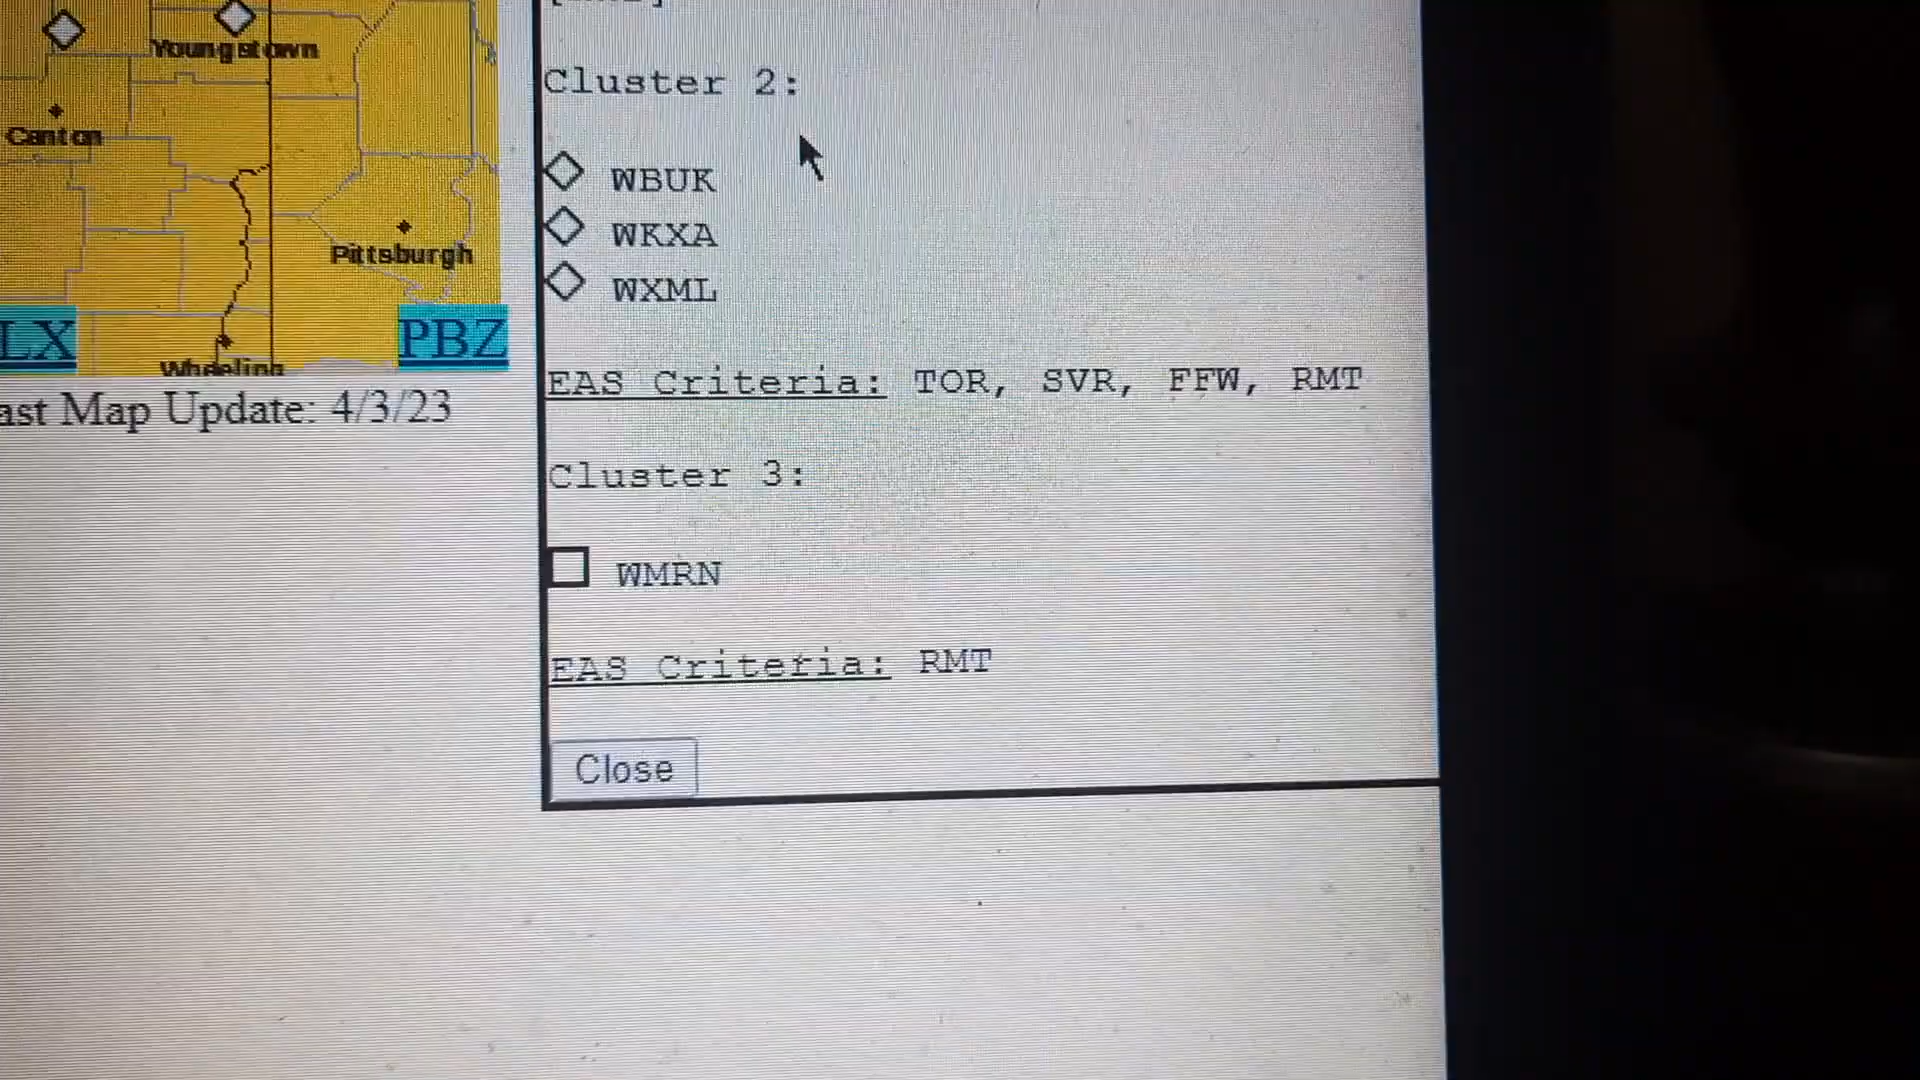 Youngstown
Canton
Pittsburgh
LX
PBZ
Wheeling
ast Map Update: 4/3/23
Cluster 2:
WBUK
WKXA
WXML
EAS Criteria: TOR, SVR, FFW, RMT
Cluster 3:
WMRN
EAS Criteria: RMT
Close